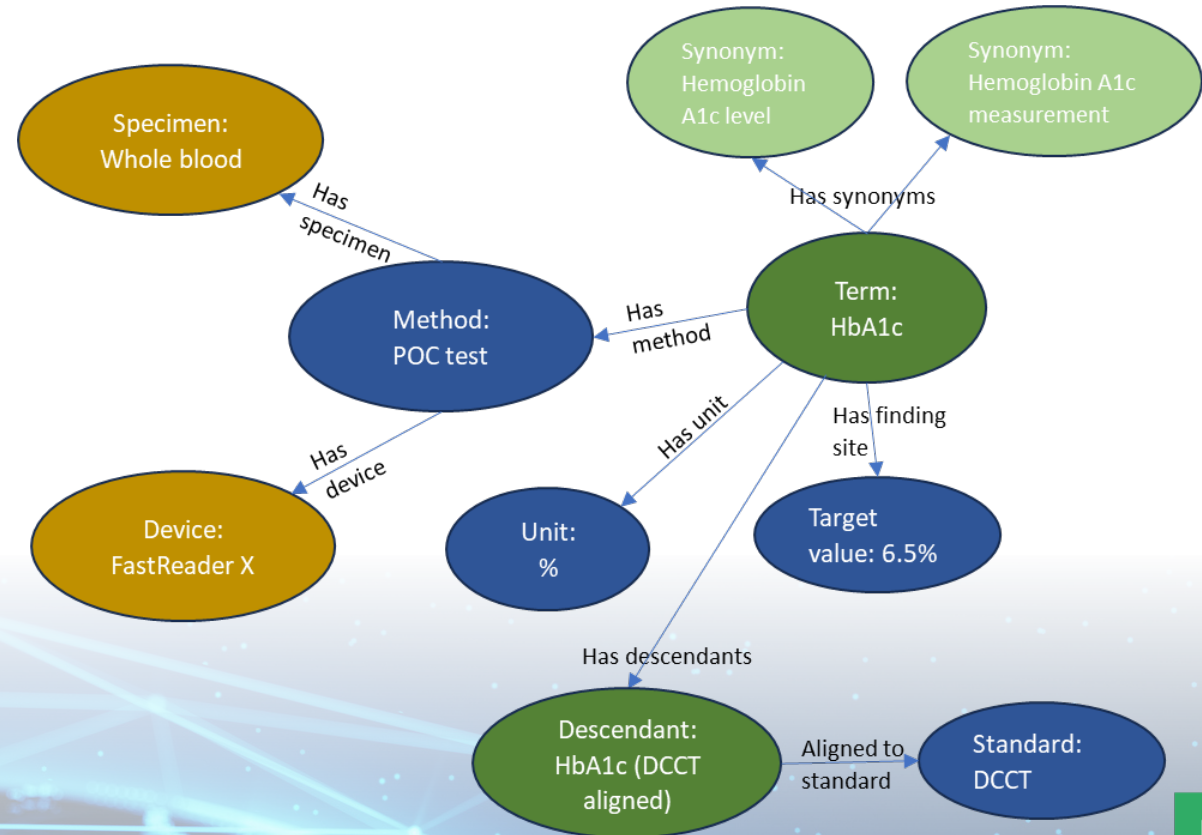 Synonym:
Hemoglobin
A1c level
Synonym:
Hemoglobin A1c
measurement
Specimen:
Whole blood
Has
specimen
Has synonyms
Term:
HbA1c
Method:
POC test
Has
method
Has
device
Has unit
Has finding
site
Device:
FastReader X
Unit:
%
Target
value: 6.5%
Has descendants
Descendant:
HbA1c (DCCT
aligned)
Aligned to
standard
Standard:
DCCT